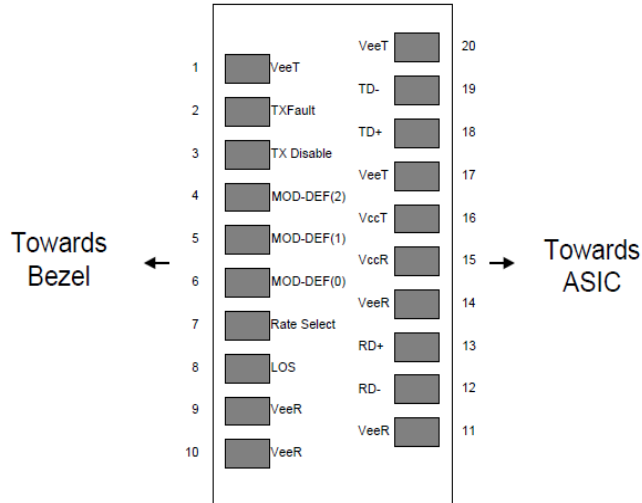 VeeT 20
1 VeeT
TD- 19
2 TXFault
TD+ 18
3 TX Disable
VeeT 17
4 MOD-DEF(2)
VccT 16
5 MOD-DEF(1)
Towards
Bezel
VccR 15
Towards
ASIC
6 MOD-DEF(0)
VeeR 14
7 Rate Select
RD+ 13
8 LOS
RD- 12
9 VeeR
VeeR 11
10 VeeR